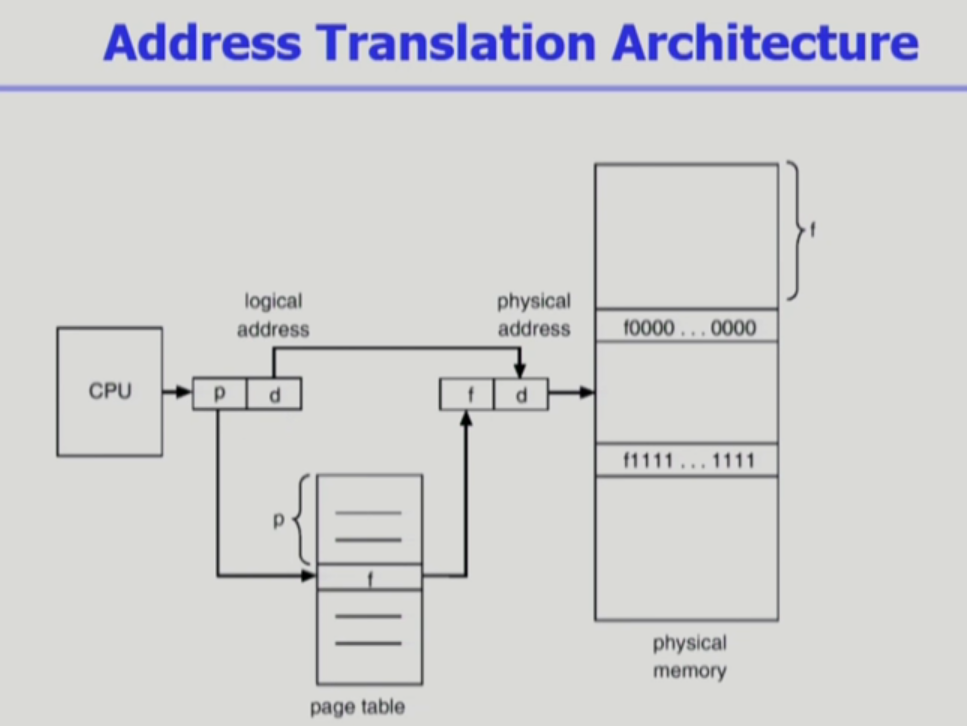 Address Translation Architecture
f
logical
address
physical
address
f0000 . . . 0000
CPU
p
d
f
d
f1111 . . . 1111
p
f
physical
memory
page table